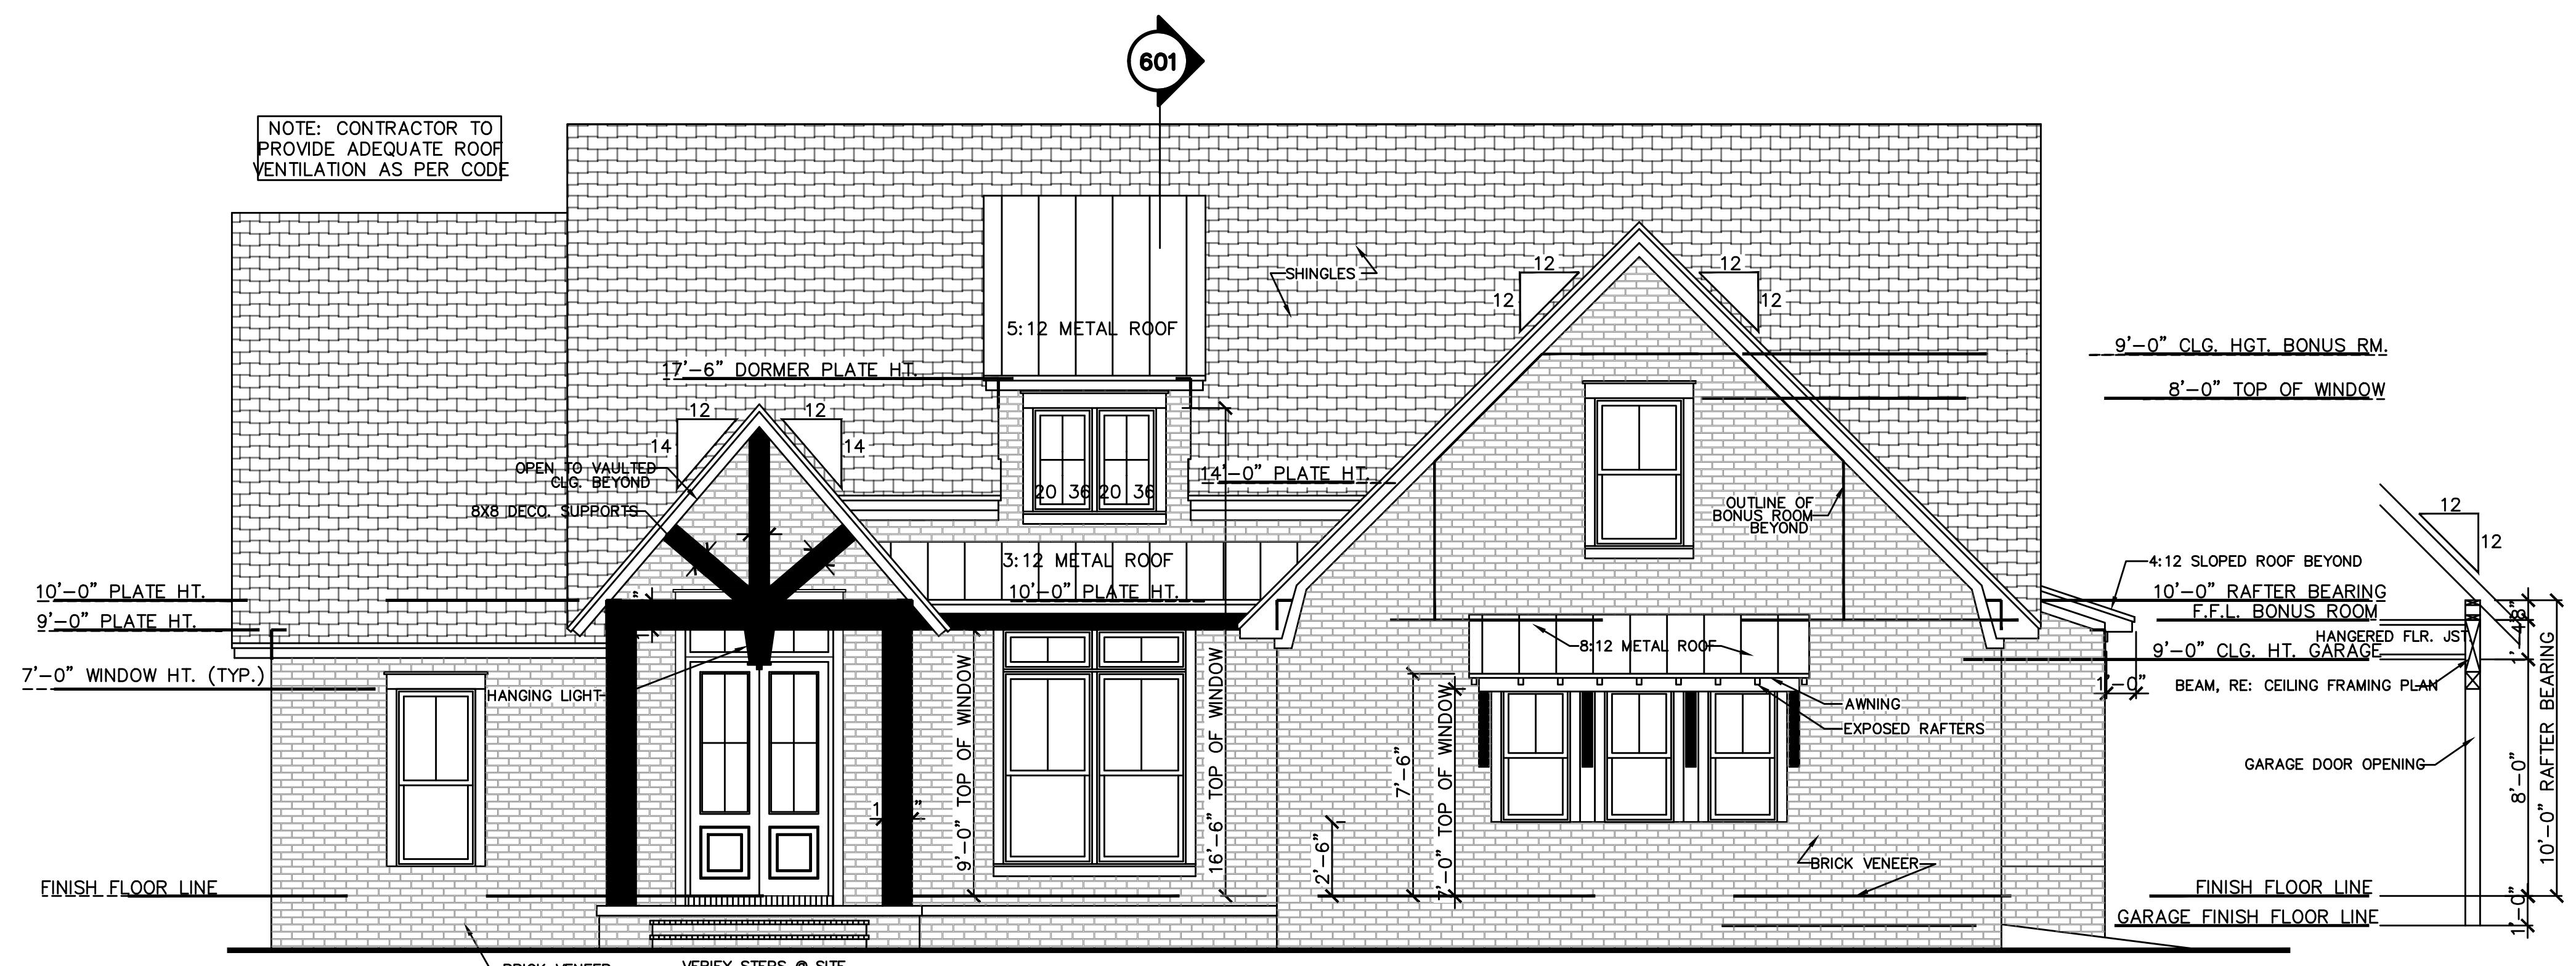 601
NOTE: CONTRACTOR TO
PROVIDE ADEQUATE ROOF
VENTILATION AS PER CODE
SHINGLES
12
12
12
12
5:12 METAL ROOF
9'-0" CLG. HGT. BONUS RM.
17'-6" DORMER PLATE HT.
8'-0" TOP OF WINDOW
12
12
14
14
OPEN TO VAULTED
CLG. BEYOND
14'-0" PLATE HT.
20 36 20 36
8X8 DECO. SUPPORTS
OUTLINE OF
BONUS ROOM
BEYOND
12
12
3:12 METAL ROOF
4:12 SLOPED ROOF BEYOND
10'-0" PLATE HT.
10'-0" PLATE HT.
10'-0" RAFTER BEARING
F.F.L. BONUS ROOM
9'-0" PLATE HT.
HANGERED FLR. JST.
8:12 METAL ROOF
9'-0" CLG. HT. GARAGE
7'-0" WINDOW HT. (TYP.)
HANGING LIGHT
1'-0"
BEAM, RE: CEILING FRAMING PLAN
AWNING
EXPOSED RAFTERS
9'-0" TOP OF WINDOW
16'-6" TOP OF WINDOW
7'-6"
7'-0" TOP OF WINDOW
2'-6"
GARAGE DOOR OPENING
8'-0"
10'-0" RAFTER BEARING
BRICK VENEER
FINISH FLOOR LINE
FINISH FLOOR LINE
GARAGE FINISH FLOOR LINE
1'-0"
BRICK VENEER
VERIFY STEPS @ SITE